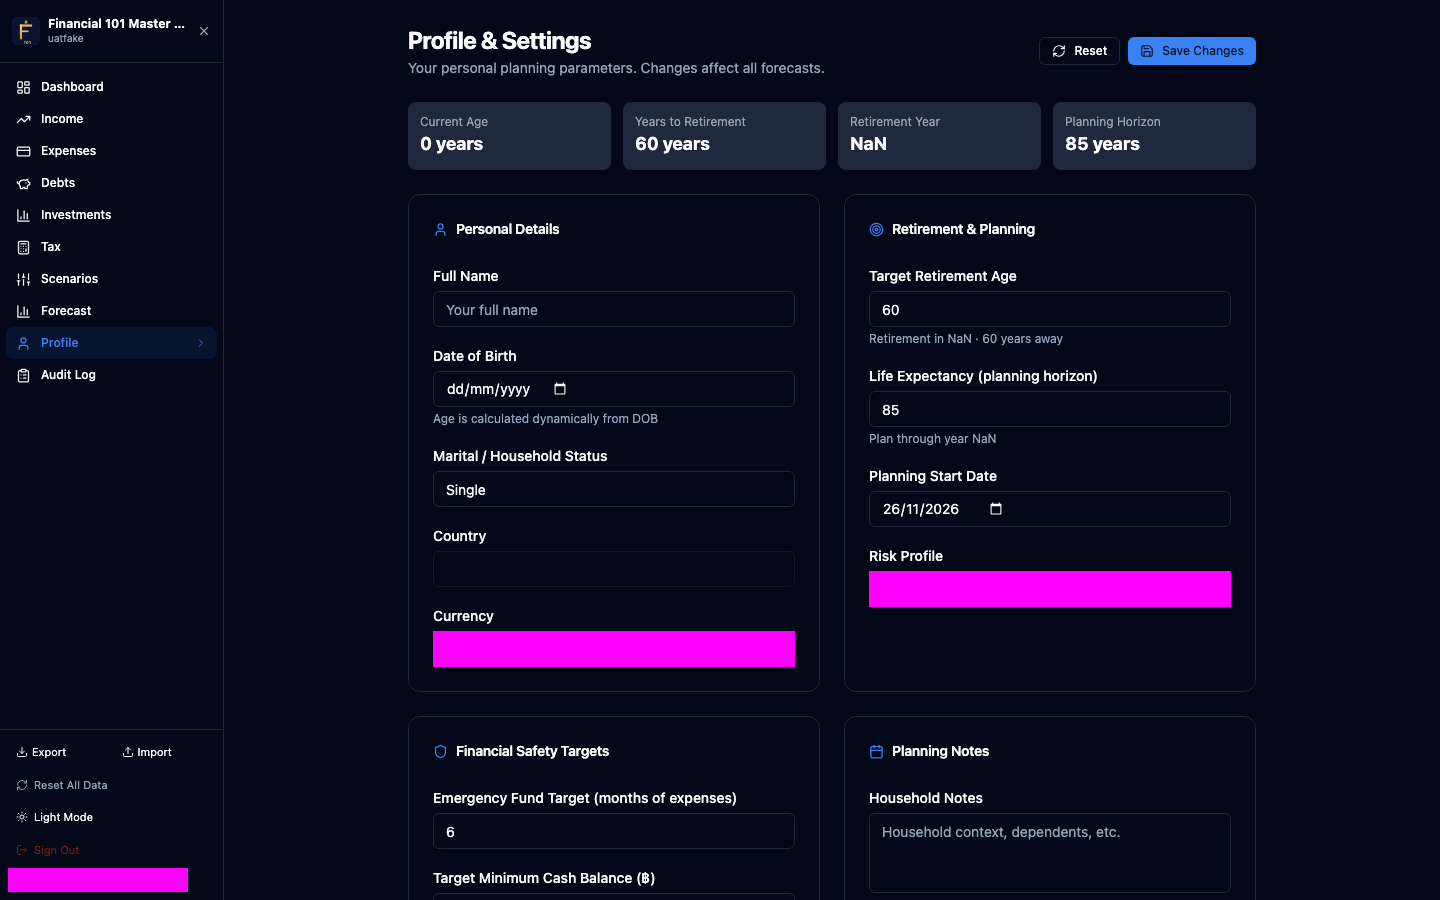 Financial 101 Master ...
uatfake
Dashboard
Income
Expenses
Debts
Investments
Tax
Scenarios
Forecast
Profile
Audit Log
Export
Import
Reset All Data
Light Mode
Sign Out
Profile & Settings
Your personal planning parameters. Changes affect all forecasts.
Reset
Save Changes
Current Age
0 years
Years to Retirement
60 years
Retirement Year
NaN
Planning Horizon
85 years
Personal Details
Full Name
Your full name
Date of Birth
dd/mm/yyyy
Age is calculated dynamically from DOB
Marital / Household Status
Single
Country
Currency
Retirement & Planning
Target Retirement Age
60
Retirement in NaN · 60 years away
Life Expectancy (planning horizon)
85
Plan through year NaN
Planning Start Date
26/11/2026
Risk Profile
Financial Safety Targets
Emergency Fund Target (months of expenses)
6
Target Minimum Cash Balance (฿)
Planning Notes
Household Notes
Household context, dependents, etc.